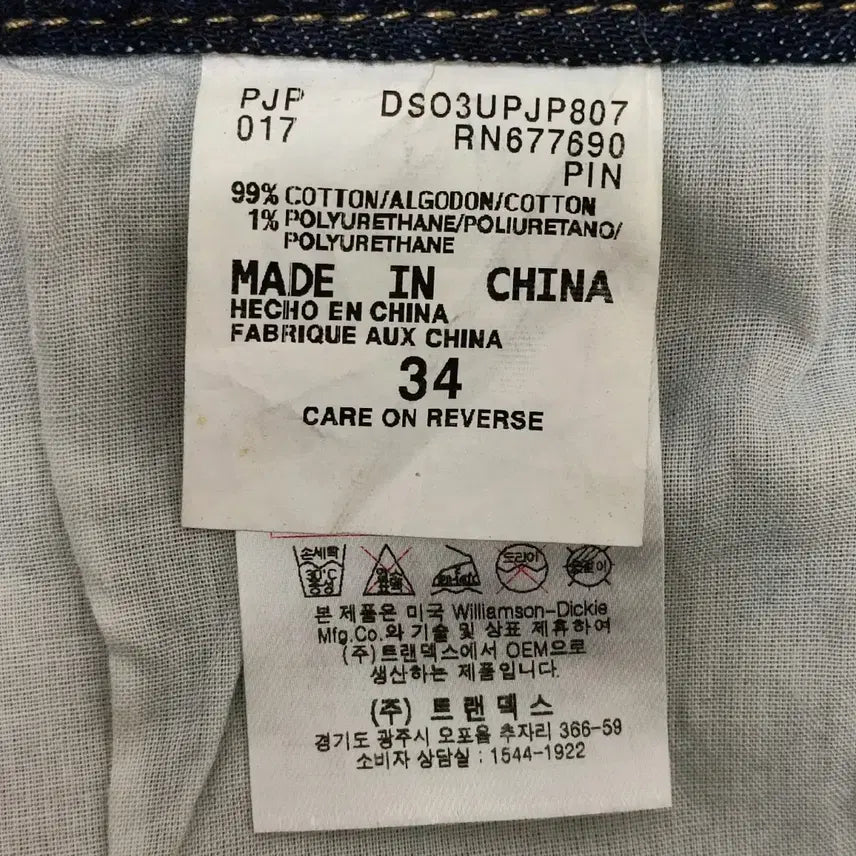 PJP DSO3UPJP807
017 RN677690
PIN
99% COTTON/ALGODON/COTTON
1% POLYURETHANE/POLIURETANO/
POLYURETHANE
MADE IN CHINA
HECHO EN CHINA
FABRIQUE AUX CHINA
34
CARE ON REVERSE
손세탁 드라이
30℃
중성
본 제품은 미국 Williamson-Dickie
Mfg.Co.와 기술 및 상표 제휴하여
(주)트랜덱스에서 OEM으로
생산하는 제품입니다.
(주) 트랜덱스
경기도 광주시 오포읍 추자리 366-59
소비자 상담실 : 1544-1922